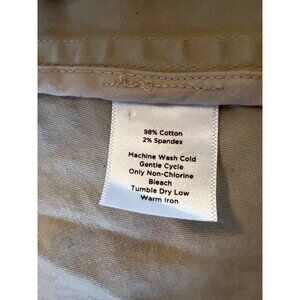 98% Cotton
2% Spandex
Machine Wash Cold
Gentle Cycle
Only Non-Chlorine
Bleach
Tumble Dry Low
Warm Iron